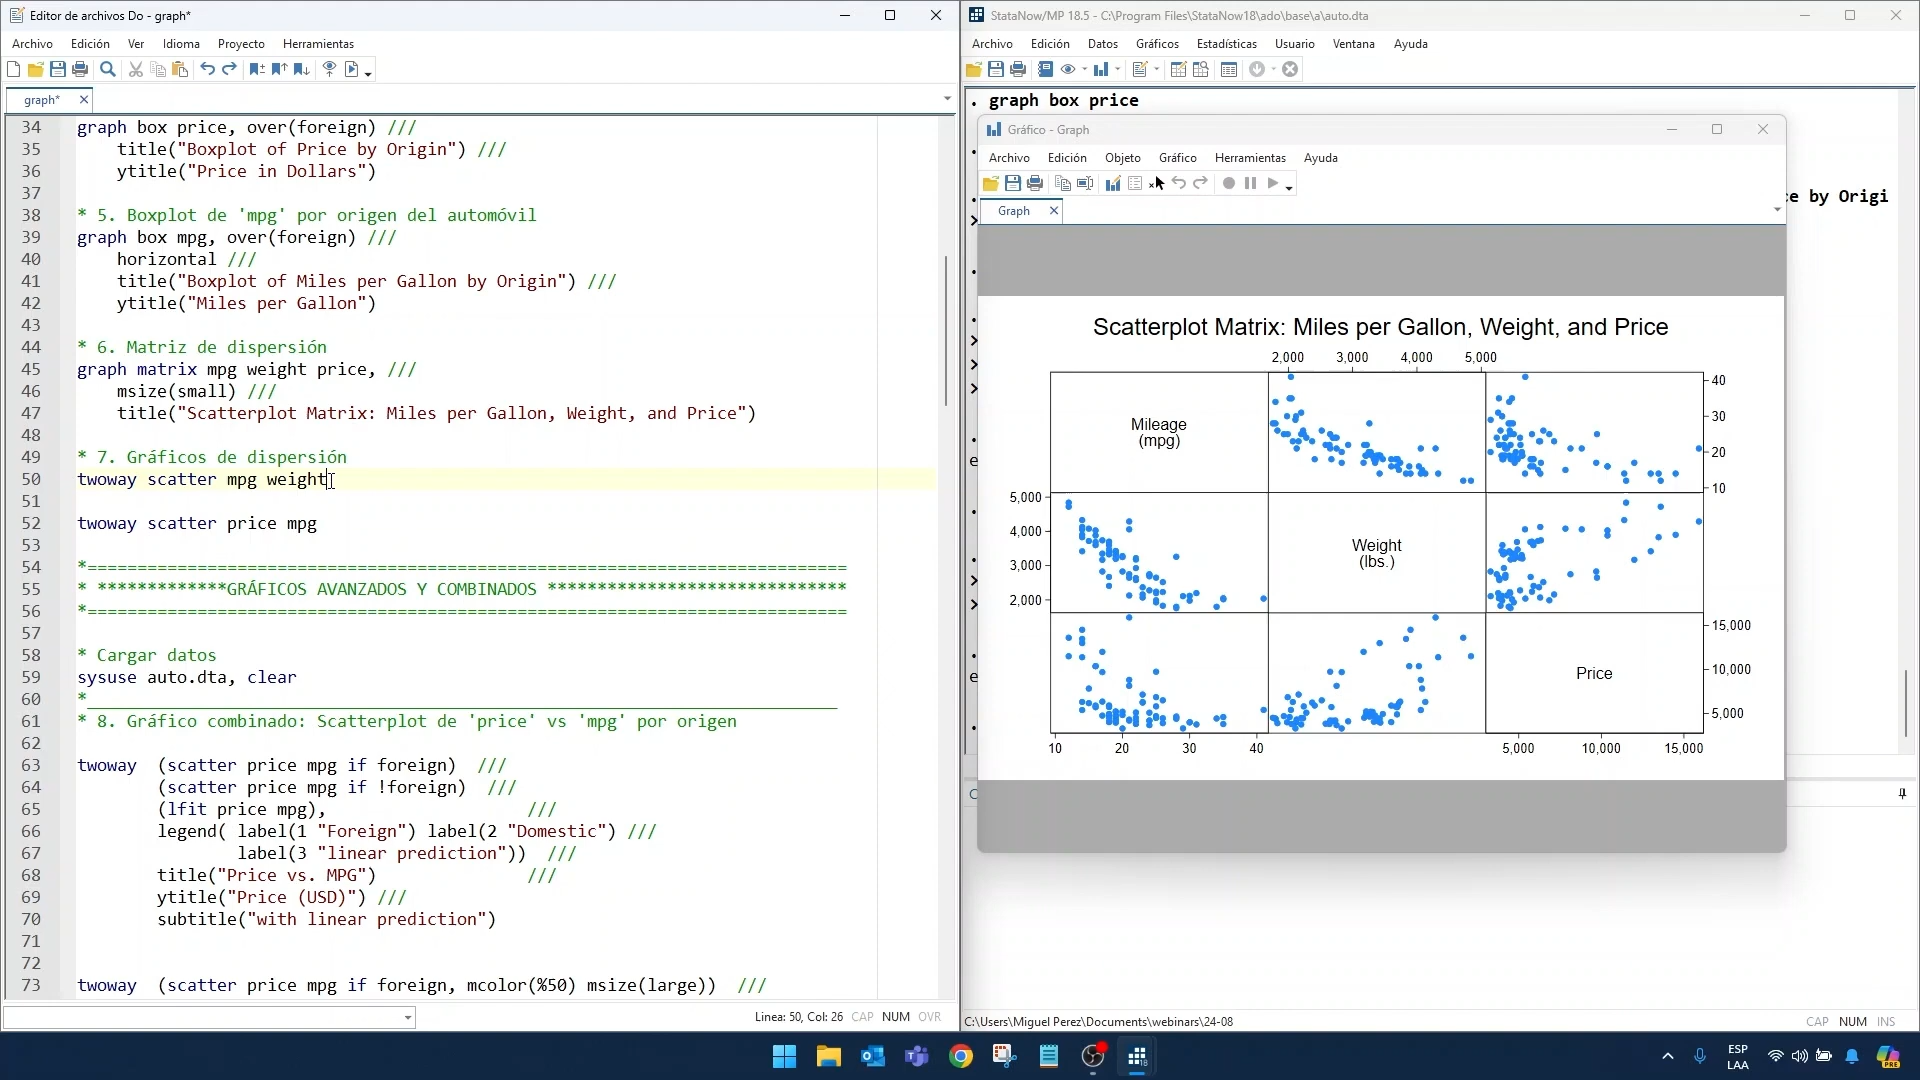 Editor de archivos Do - graph*
Archivo Edición Ver Idioma Proyecto Herramientas
graph*
34 graph box price, over(foreign) ///
35 title("Boxplot of Price by Origin") ///
36 ytitle("Price in Dollars")
37
38 * 5. Boxplot de 'mpg' por origen del automóvil
39 graph box mpg, over(foreign) ///
40 horizontal ///
41 title("Boxplot of Miles per Gallon by Origin") ///
42 ytitle("Miles per Gallon")
43
44 * 6. Matriz de dispersión
45 graph matrix mpg weight price, ///
46 msize(small) ///
47 title("Scatterplot Matrix: Miles per Gallon, Weight, and Price")
48
49 * 7. Gráficos de dispersión
50 twoway scatter mpg weight
51
52 twoway scatter price mpg
53
54 *============================================================================
55 * *************GRÁFICOS AVANZADOS Y COMBINADOS ******************************
56 *============================================================================
57
58 * Cargar datos
59 sysuse auto.dta, clear
60 *___________________________________________________________________________
61 * 8. Gráfico combinado: Scatterplot de 'price' vs 'mpg' por origen
62
63 twoway (scatter price mpg if foreign) ///
64 (scatter price mpg if !foreign) ///
65 (lfit price mpg), ///
66 legend( label(1 "Foreign") label(2 "Domestic") ///
67 label(3 "linear prediction")) ///
68 title("Price vs. MPG") ///
69 ytitle("Price (USD)") ///
70 subtitle("with linear prediction")
71
72
73 twoway (scatter price mpg if foreign, mcolor(%50) msize(large)) ///
Linea: 50, Col: 26 CAP NUM OVR
StataNow/MP 18.5 - C:\Program Files\StataNow18\ado\base\a\auto.dta
Archivo Edición Datos Gráficos Estadísticas Usuario Ventana Ayuda
. graph box price
ce by Origi
Gráfico - Graph
Archivo Edición Objeto Gráfico Herramientas Ayuda
Graph
Scatterplot Matrix: Miles per Gallon, Weight, and Price
2,000 3,000 4,000 5,000
Mileage
(mpg)
40
30
20
10
5,000
4,000
3,000
2,000
Weight
(lbs.)
Price
15,000
10,000
5,000
10 20 30 40
5,000 10,000 15,000
C:\Users\Miguel Perez\Documents\webinars\24-08
CAP NUM INS
ESP
LAA